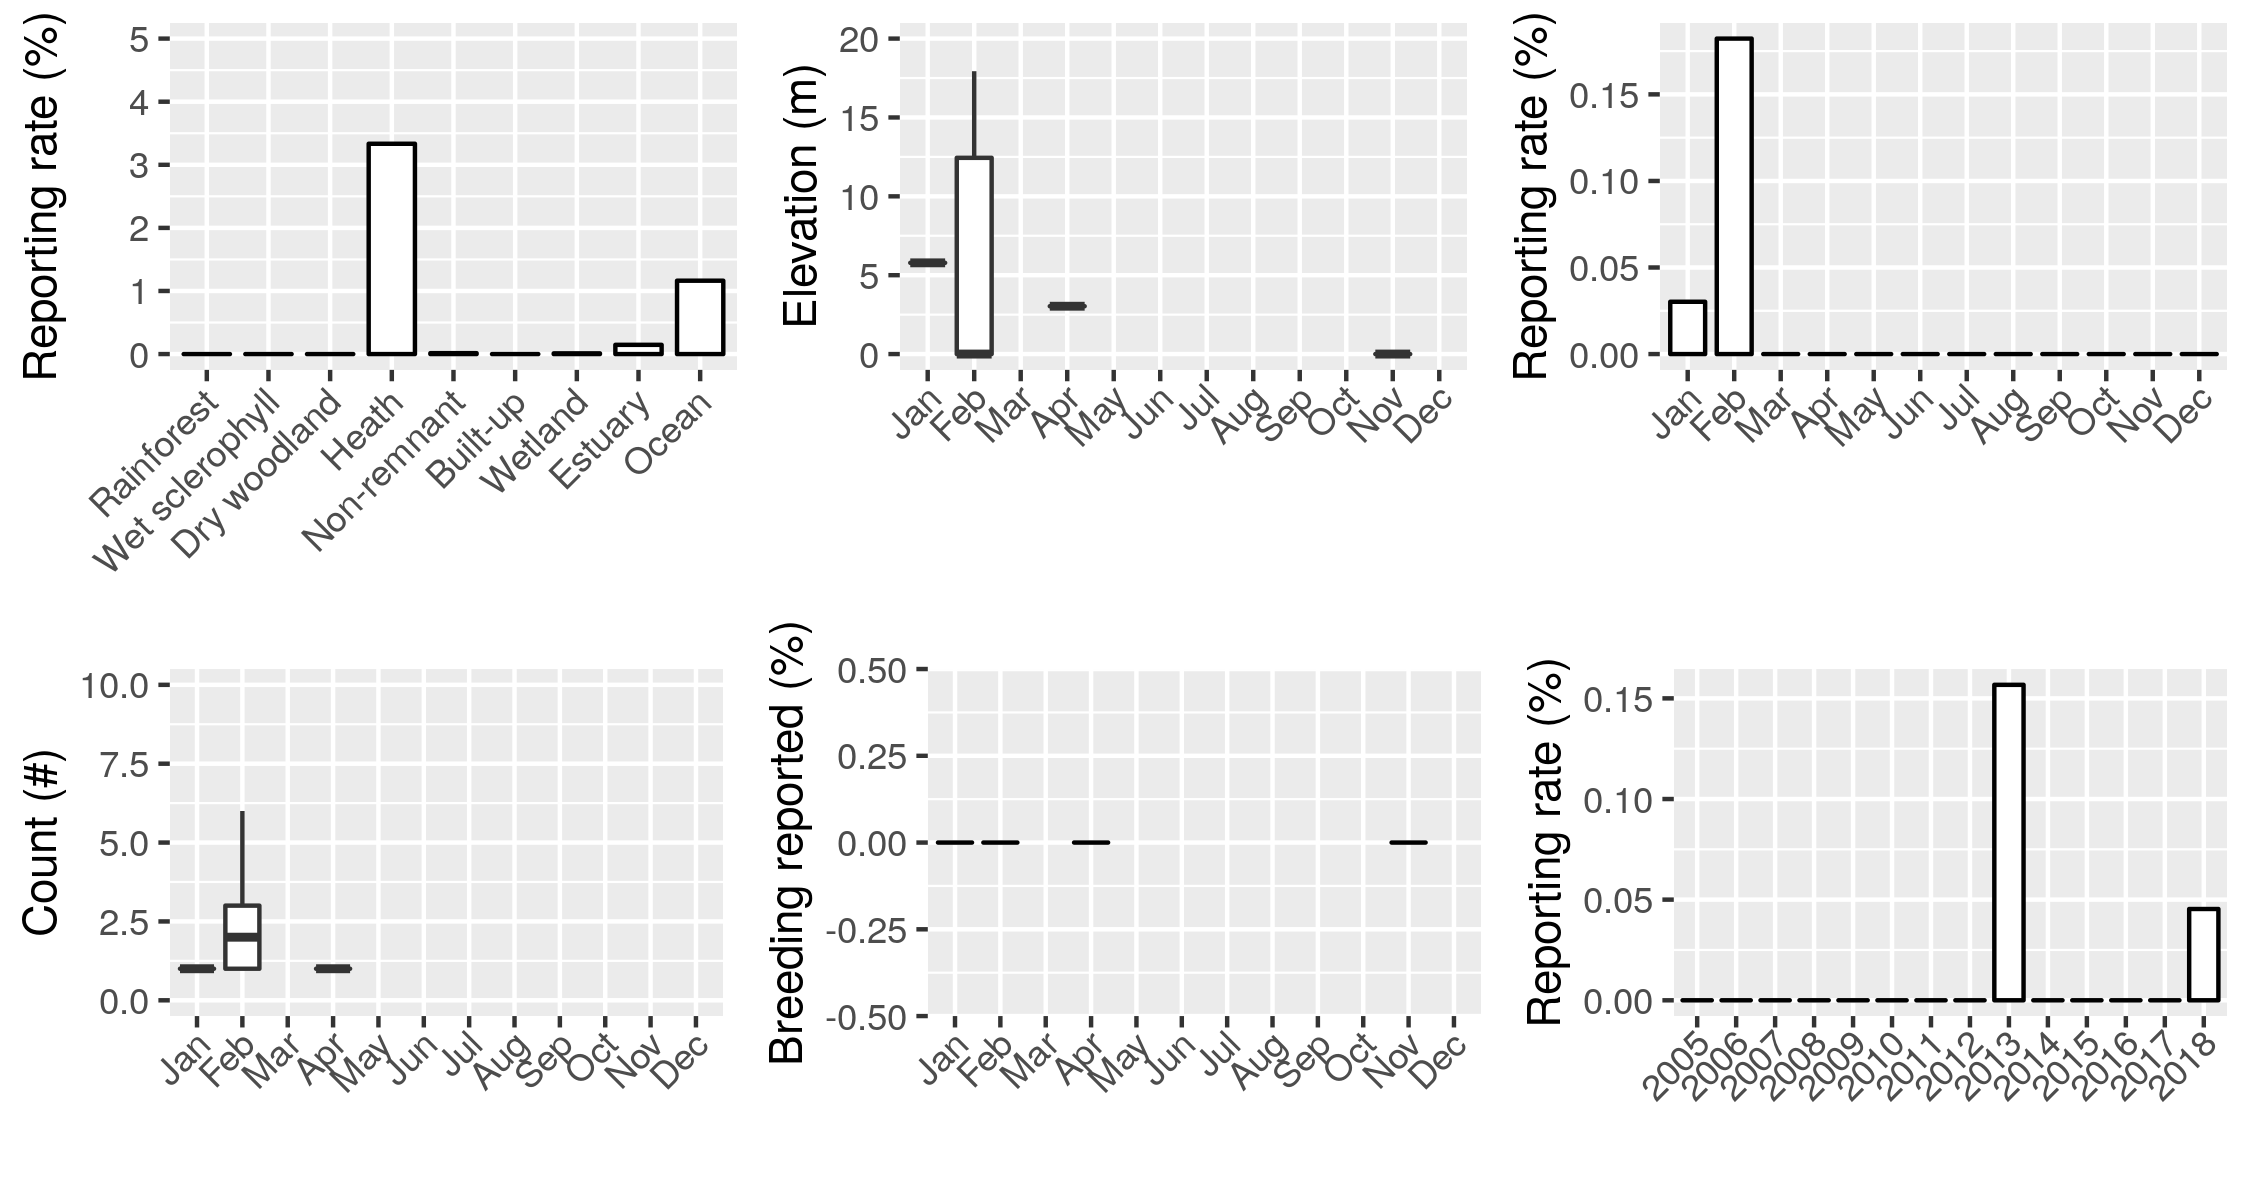 Reporting rate (%)
5
4
3
2
1
0
Rainforest
Wet sclerophyll
Dry woodland
Heath
Non-remnant
Built-up
Wetland
Estuary
Ocean
Elevation (m)
20
15
10
5
0
Jan
Feb
Mar
Apr
May
Jun
Jul
Aug
Sep
Oct
Nov
Dec
Reporting rate (%)
0.15
0.10
0.05
0.00
Jan
Feb
Mar
Apr
May
Jun
Jul
Aug
Sep
Oct
Nov
Dec
Count (#)
10.0
7.5
5.0
2.5
0.0
Jan
Feb
Mar
Apr
May
Jun
Jul
Aug
Sep
Oct
Nov
Dec
Breeding reported (%)
0.50
0.25
0.00
-0.25
-0.50
Jan
Feb
Mar
Apr
May
Jun
Jul
Aug
Sep
Oct
Nov
Dec
Reporting rate (%)
0.15
0.10
0.05
0.00
2005
2006
2007
2008
2009
2010
2011
2012
2013
2014
2015
2016
2017
2018